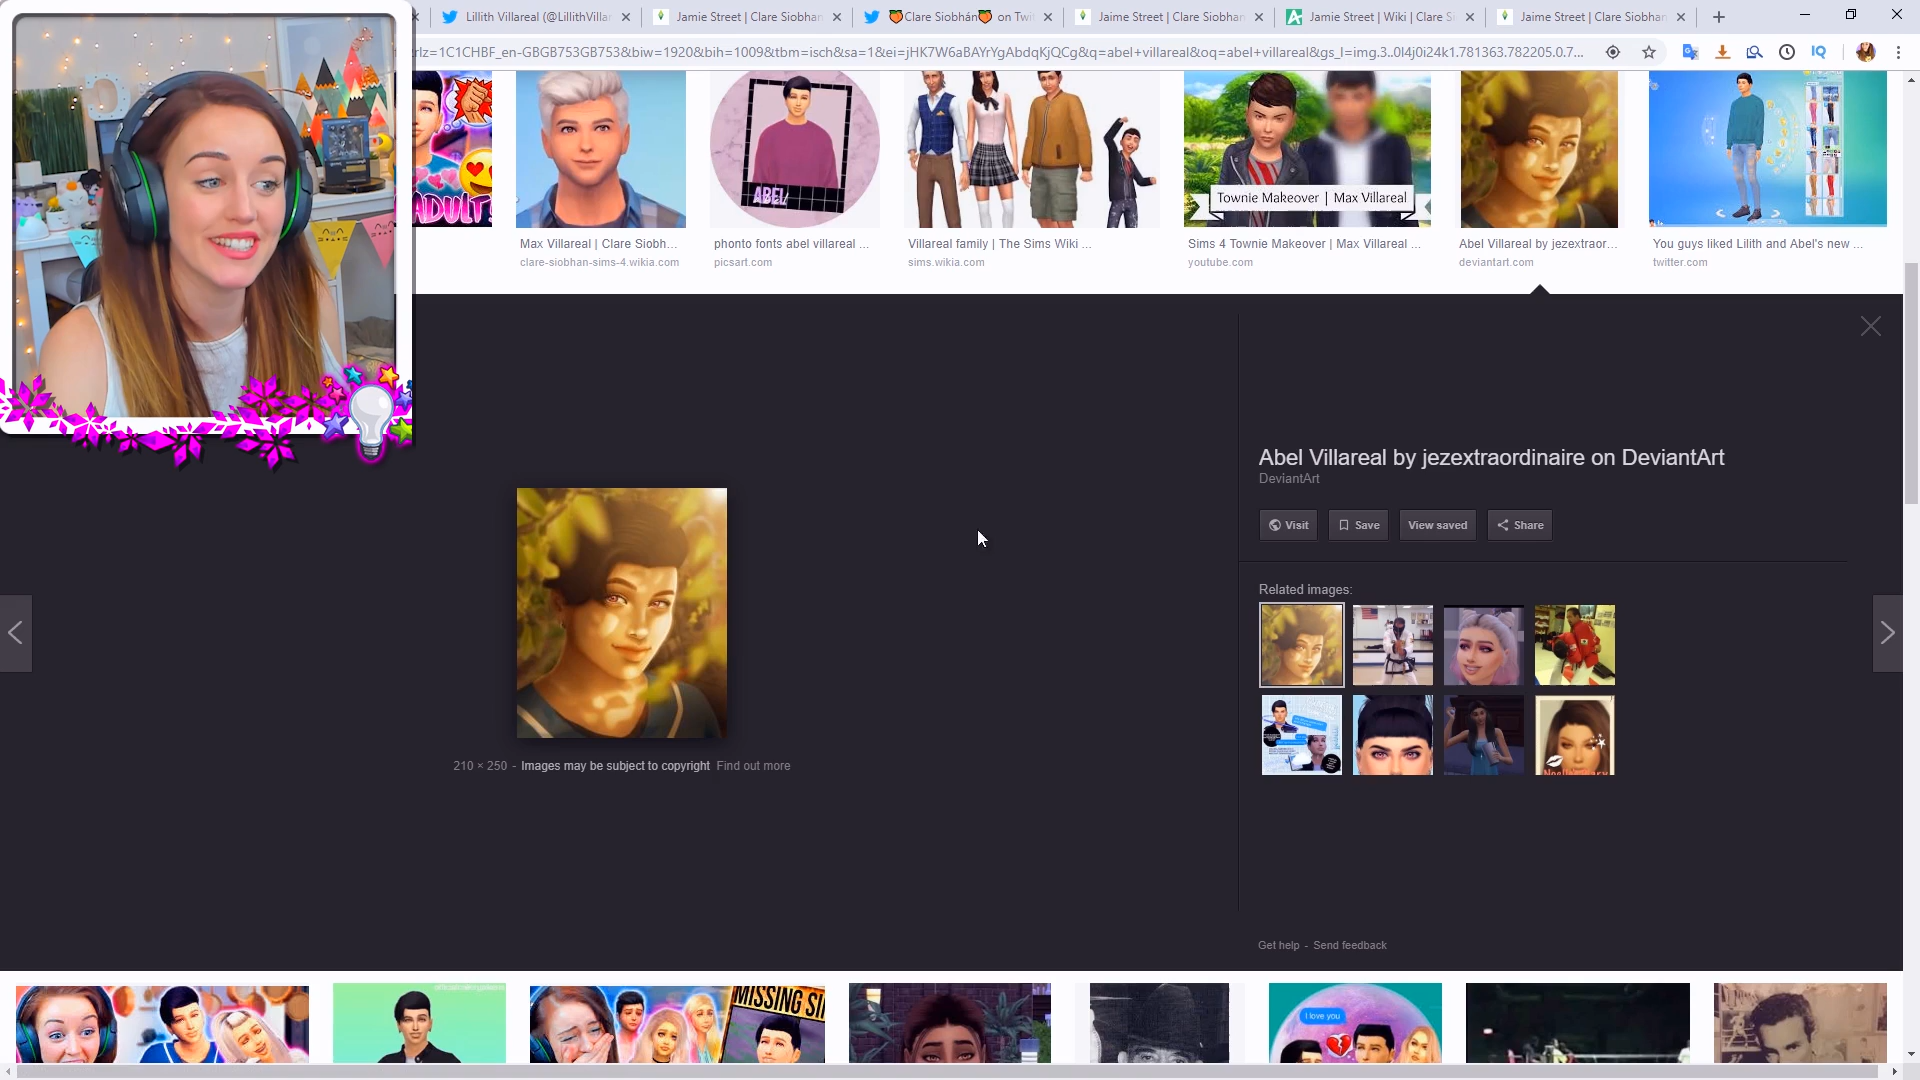 Lillith Villareal (@LillithVillar
Jamie Street | Clare Siobhan
Clare Siobhán on Twi
Jaime Street | Clare Siobhan
Jamie Street | Wiki | Clare S
Jaime Street | Clare Siobhan
rlz=1C1CHBF_en-GBGB753GB753&biw=1920&bih=1009&tbm=isch&sa=1&ei=jHK7W6aBAYrYgAbdqKjQCg&q=abel+villareal&oq=abel+villareal&gs_l=img.3..0l4j0i24k1.781363.782205.0.7...
ADULTS
ABEL
Townie Makeover | Max Villareal
Max Villareal | Clare Siobh...
clare-siobhan-sims-4.wikia.com
phonto fonts abel villareal ...
picsart.com
Villareal family | The Sims Wiki ...
sims.wikia.com
Sims 4 Townie Makeover | Max Villareal ...
youtube.com
Abel Villareal by jezextraor...
deviantart.com
You guys liked Lilith and Abel's new ...
twitter.com
Abel Villareal by jezextraordinaire on DeviantArt
DeviantArt
Visit
Save
View saved
Share
Related images:
210 × 250 - Images may be subject to copyright Find out more
Get help - Send feedback
MISSING SI
I love you